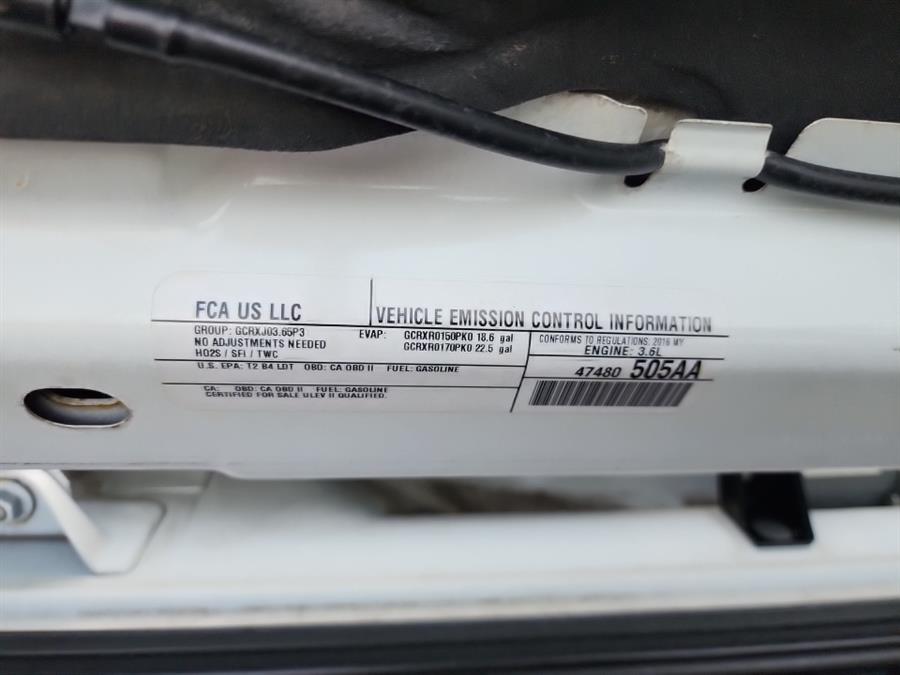 FCA US LLC
VEHICLE EMISSION CONTROL INFORMATION
GROUP: GCRXJ03.65P3
NO ADJUSTMENTS NEEDED
HO2S / SFI / TWC
EVAP: GCRXR0150PK0 18.6 gal
GCRXR0170PK0 22.5 gal
CONFORMS TO REGULATIONS: 2016 MY
ENGINE: 3.6L
U.S. EPA: T2 B4 LDT OBD: CA OBD II FUEL: GASOLINE
47480 505AA
CA: OBD: CA OBD II FUEL: GASOLINE
CERTIFIED FOR SALE ULEV II QUALIFIED.